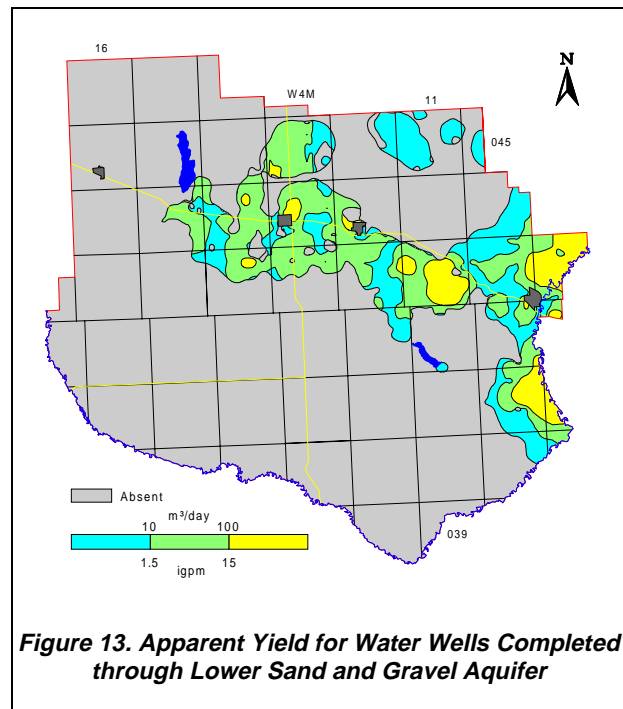 16
N
W4M
11
045
Absent
m³/day
10 100
1.5 15
igpm
039
Figure 13. Apparent Yield for Water Wells Completed
through Lower Sand and Gravel Aquifer